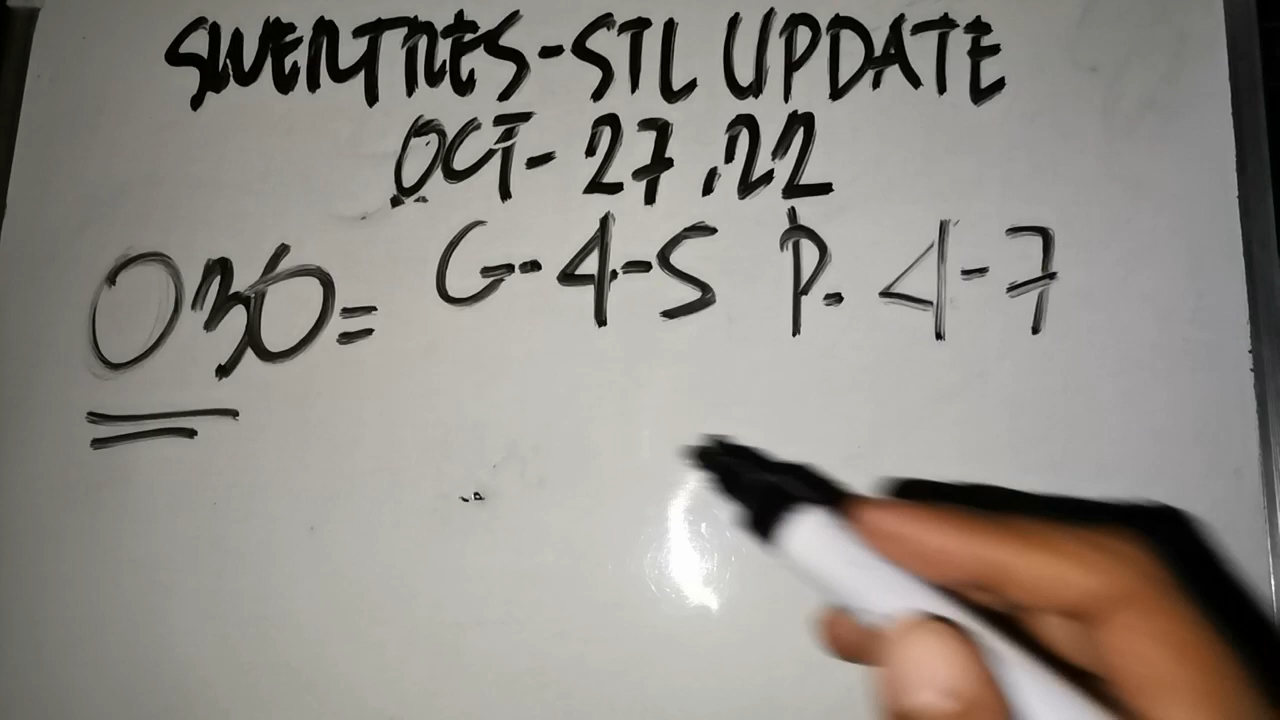 SWERTRES-STL UPDATE
OCT- 27.22
030= G-4-5 P. 4-7